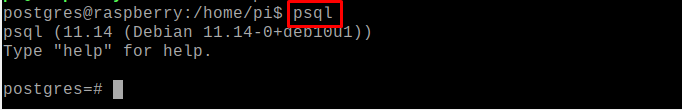 postgres@raspberry:/home/pi$ psql
psql (11.14 (Debian 11.14-0+deb10u1))
Type "help" for help.
postgres=#